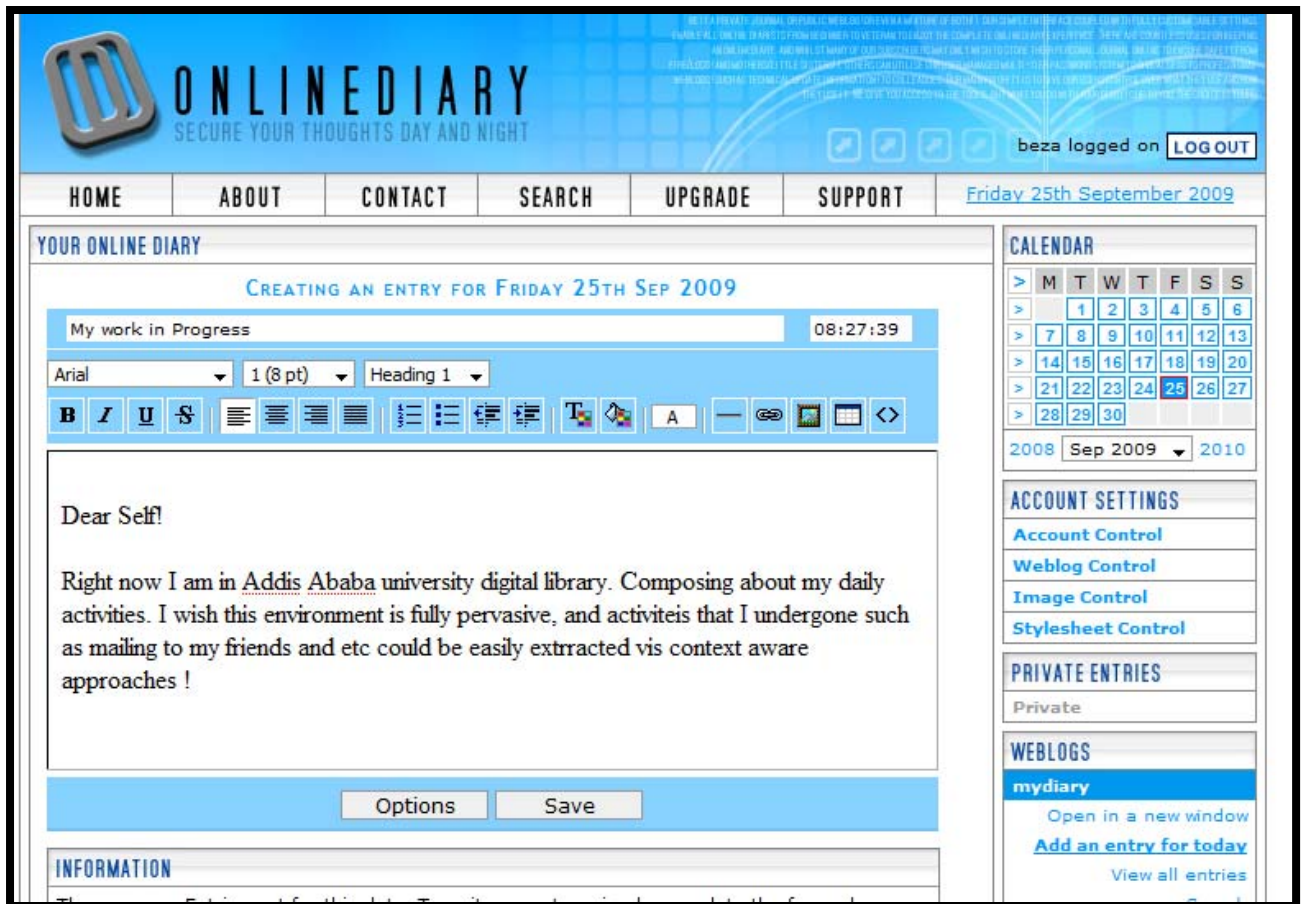 ONLINEDIARY
SECURE YOUR THOUGHTS DAY AND NIGHT
beza logged on LOG OUT
HOME ABOUT CONTACT SEARCH UPGRADE SUPPORT Friday 25th September 2009
YOUR ONLINE DIARY
CREATING AN ENTRY FOR FRIDAY 25TH SEP 2009
My work in Progress 08:27:39
Arial 1 (8 pt) Heading 1
B I U S A <>
Dear Self!
Right now I am in Addis Ababa university digital library. Composing about my daily
activities. I wish this environment is fully pervasive, and activiteis that I undergone such
as mailing to my friends and etc could be easily extrracted vis context aware
approaches !
Options Save
INFORMATION
CALENDAR
> M T W T F S S
> 1 2 3 4 5 6
> 7 8 9 10 11 12 13
> 14 15 16 17 18 19 20
> 21 22 23 24 25 26 27
> 28 29 30
2008 Sep 2009 2010
ACCOUNT SETTINGS
Account Control
Weblog Control
Image Control
Stylesheet Control
PRIVATE ENTRIES
Private
WEBLOGS
mydiary
Open in a new window
Add an entry for today
View all entries